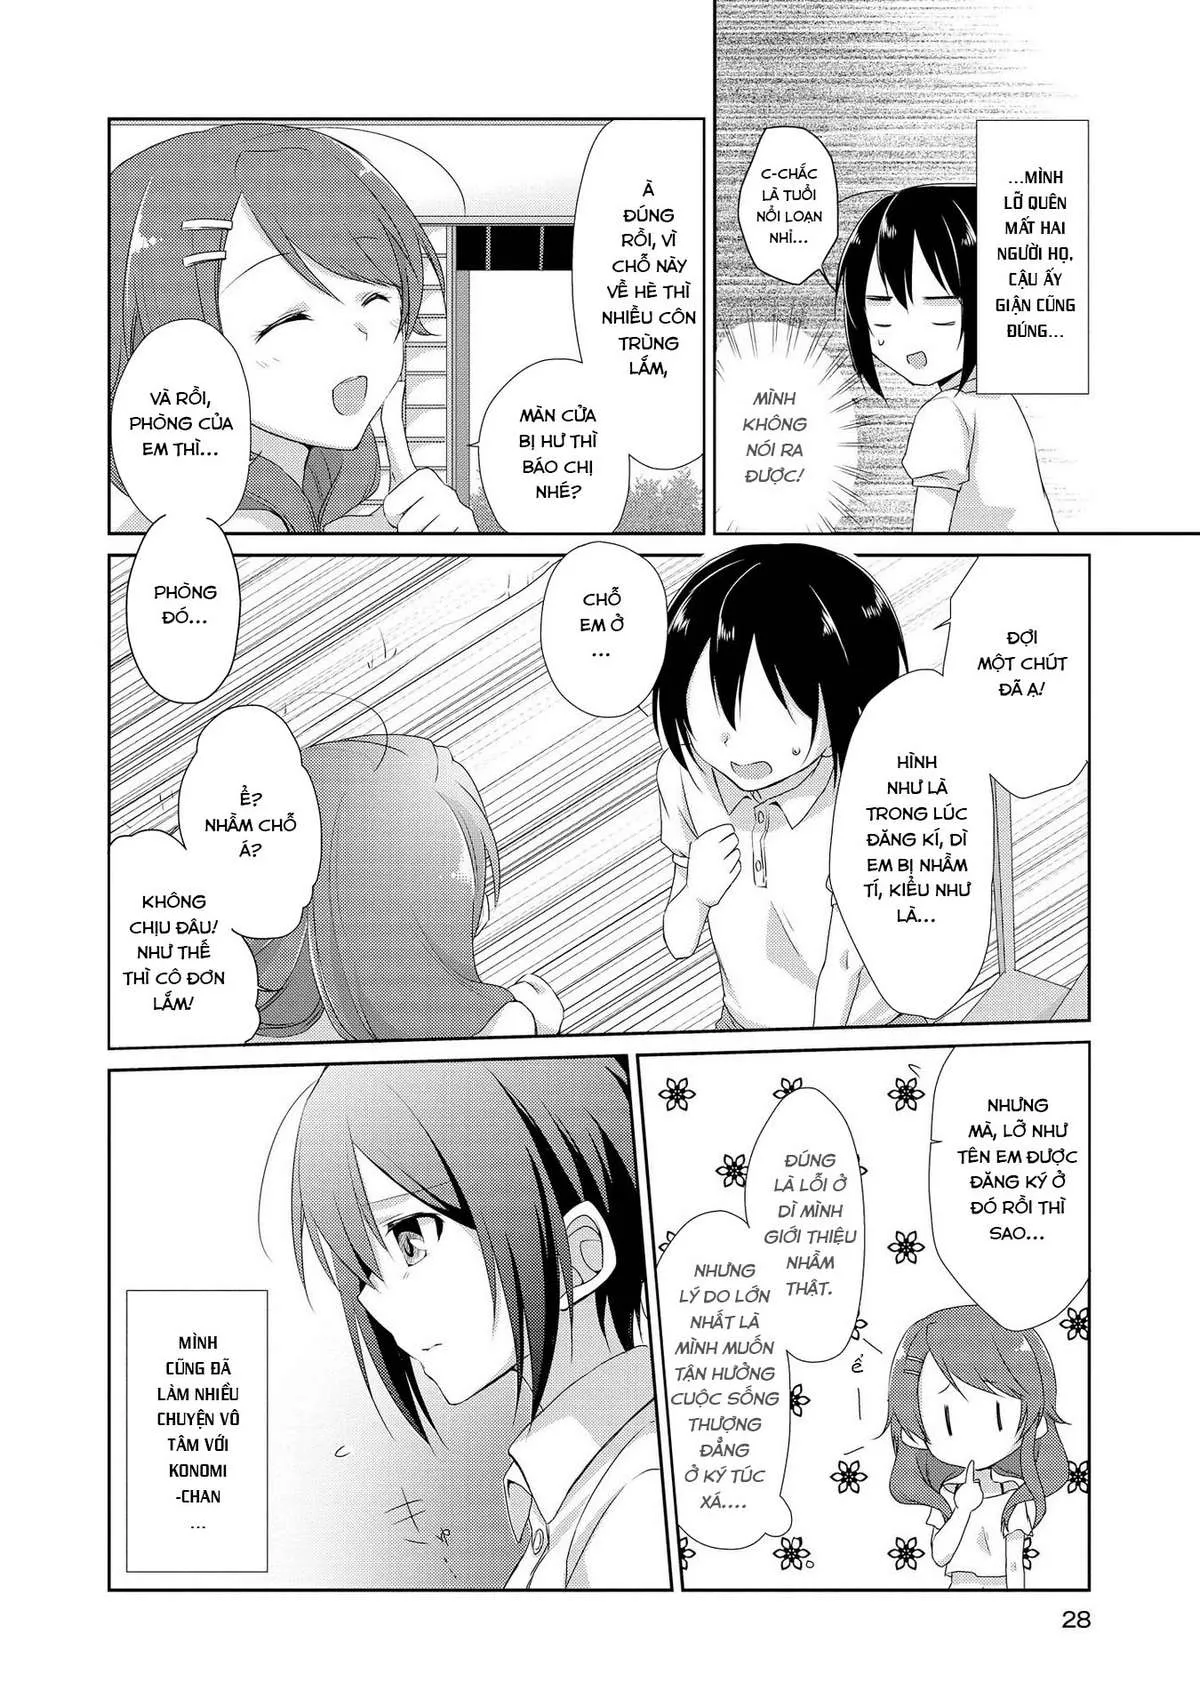 ...MÌNH
LỠ QUÊN
MẤT HAI
NGƯỜI HỌ,
CẬU ẤY
GIẬN CŨNG
ĐÚNG...
C-CHẮC
LÀ TUỔI
NỔI LOẠN
NHỈ...
MÌNH
KHÔNG
NÓI RA
ĐƯỢC!
À
ĐÚNG
RỒI, VÌ
CHỖ NÀY
VỀ HÈ THÌ
NHIỀU CÔN
TRÙNG
LẮM,
MÀN CỬA
BỊ HƯ THÌ
BÁO CHỊ
NHÉ?
VÀ RỒI,
PHÒNG CỦA
EM THÌ...
PHÒNG
ĐÓ...
ĐỢI
MỘT CHÚT
ĐÃ Ạ!
HÌNH
NHƯ LÀ
TRONG LÚC
ĐĂNG KÍ, DÌ
EM BỊ NHẦM
TÍ, KIỂU NHƯ
LÀ...
CHỖ
EM Ở
...
Ể?
NHẦM CHỖ
Á?
KHÔNG
CHỊU ĐÂU!
NHƯ THẾ
THÌ CÔ ĐƠN
LẮM!
NHƯNG
MÀ, LỠ NHƯ
TÊN EM ĐƯỢC
ĐĂNG KÝ Ở
ĐÓ RỒI THÌ
SAO...
Ể
ĐÚNG
LÀ LỖI Ở
DÌ MÌNH
GIỚI THIỆU
NHẦM
THẬT.
NHƯNG
LÝ DO LỚN
NHẤT LÀ
MÌNH MUỐN
TẬN HƯỞNG
CUỘC SỐNG
THƯỢNG
ĐẲNG
Ở KÝ TÚC
XÁ....
MÌNH
CŨNG ĐÃ
LÀM NHIỀU
CHUYỆN VÔ
TÂM VỚI
KONOMI
-CHAN
...
28